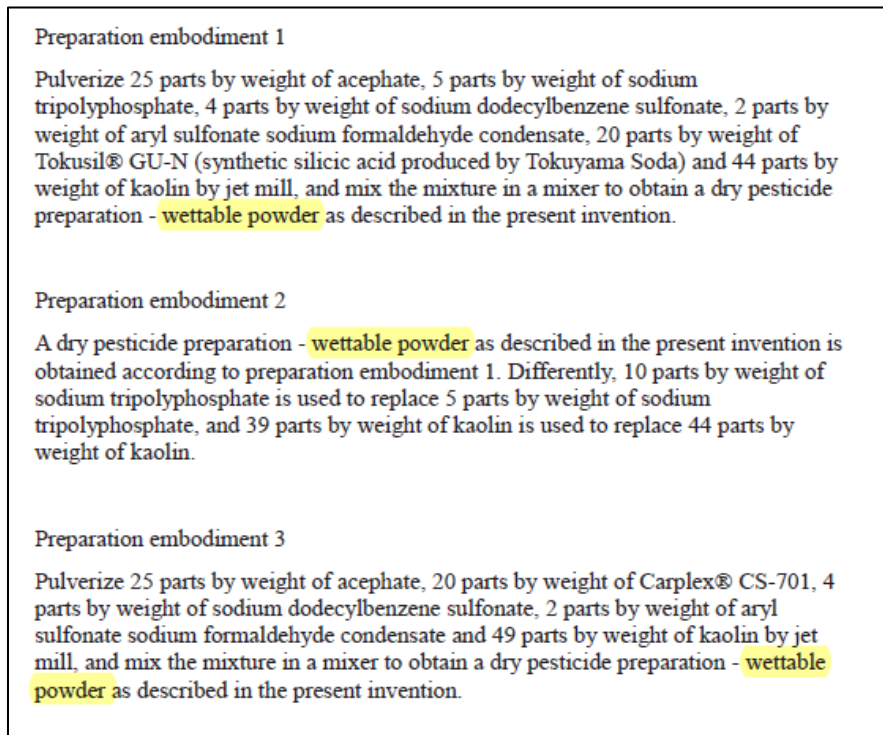 Preparation embodiment 1
Pulverize 25 parts by weight of acephate, 5 parts by weight of sodium
tripolyphosphate, 4 parts by weight of sodium dodecylbenzene sulfonate, 2 parts by
weight of aryl sulfonate sodium formaldehyde condensate, 20 parts by weight of
Tokusil® GU-N (synthetic silicic acid produced by Tokuyama Soda) and 44 parts by
weight of kaolin by jet mill, and mix the mixture in a mixer to obtain a dry pesticide
preparation - wettable powder as described in the present invention.
Preparation embodiment 2
A dry pesticide preparation - wettable powder as described in the present invention is
obtained according to preparation embodiment 1. Differently, 10 parts by weight of
sodium tripolyphosphate is used to replace 5 parts by weight of sodium
tripolyphosphate, and 39 parts by weight of kaolin is used to replace 44 parts by
weight of kaolin.
Preparation embodiment 3
Pulverize 25 parts by weight of acephate, 20 parts by weight of Carplex® CS-701, 4
parts by weight of sodium dodecylbenzene sulfonate, 2 parts by weight of aryl
sulfonate sodium formaldehyde condensate and 49 parts by weight of kaolin by jet
mill, and mix the mixture in a mixer to obtain a dry pesticide preparation - wettable
powder as described in the present invention.